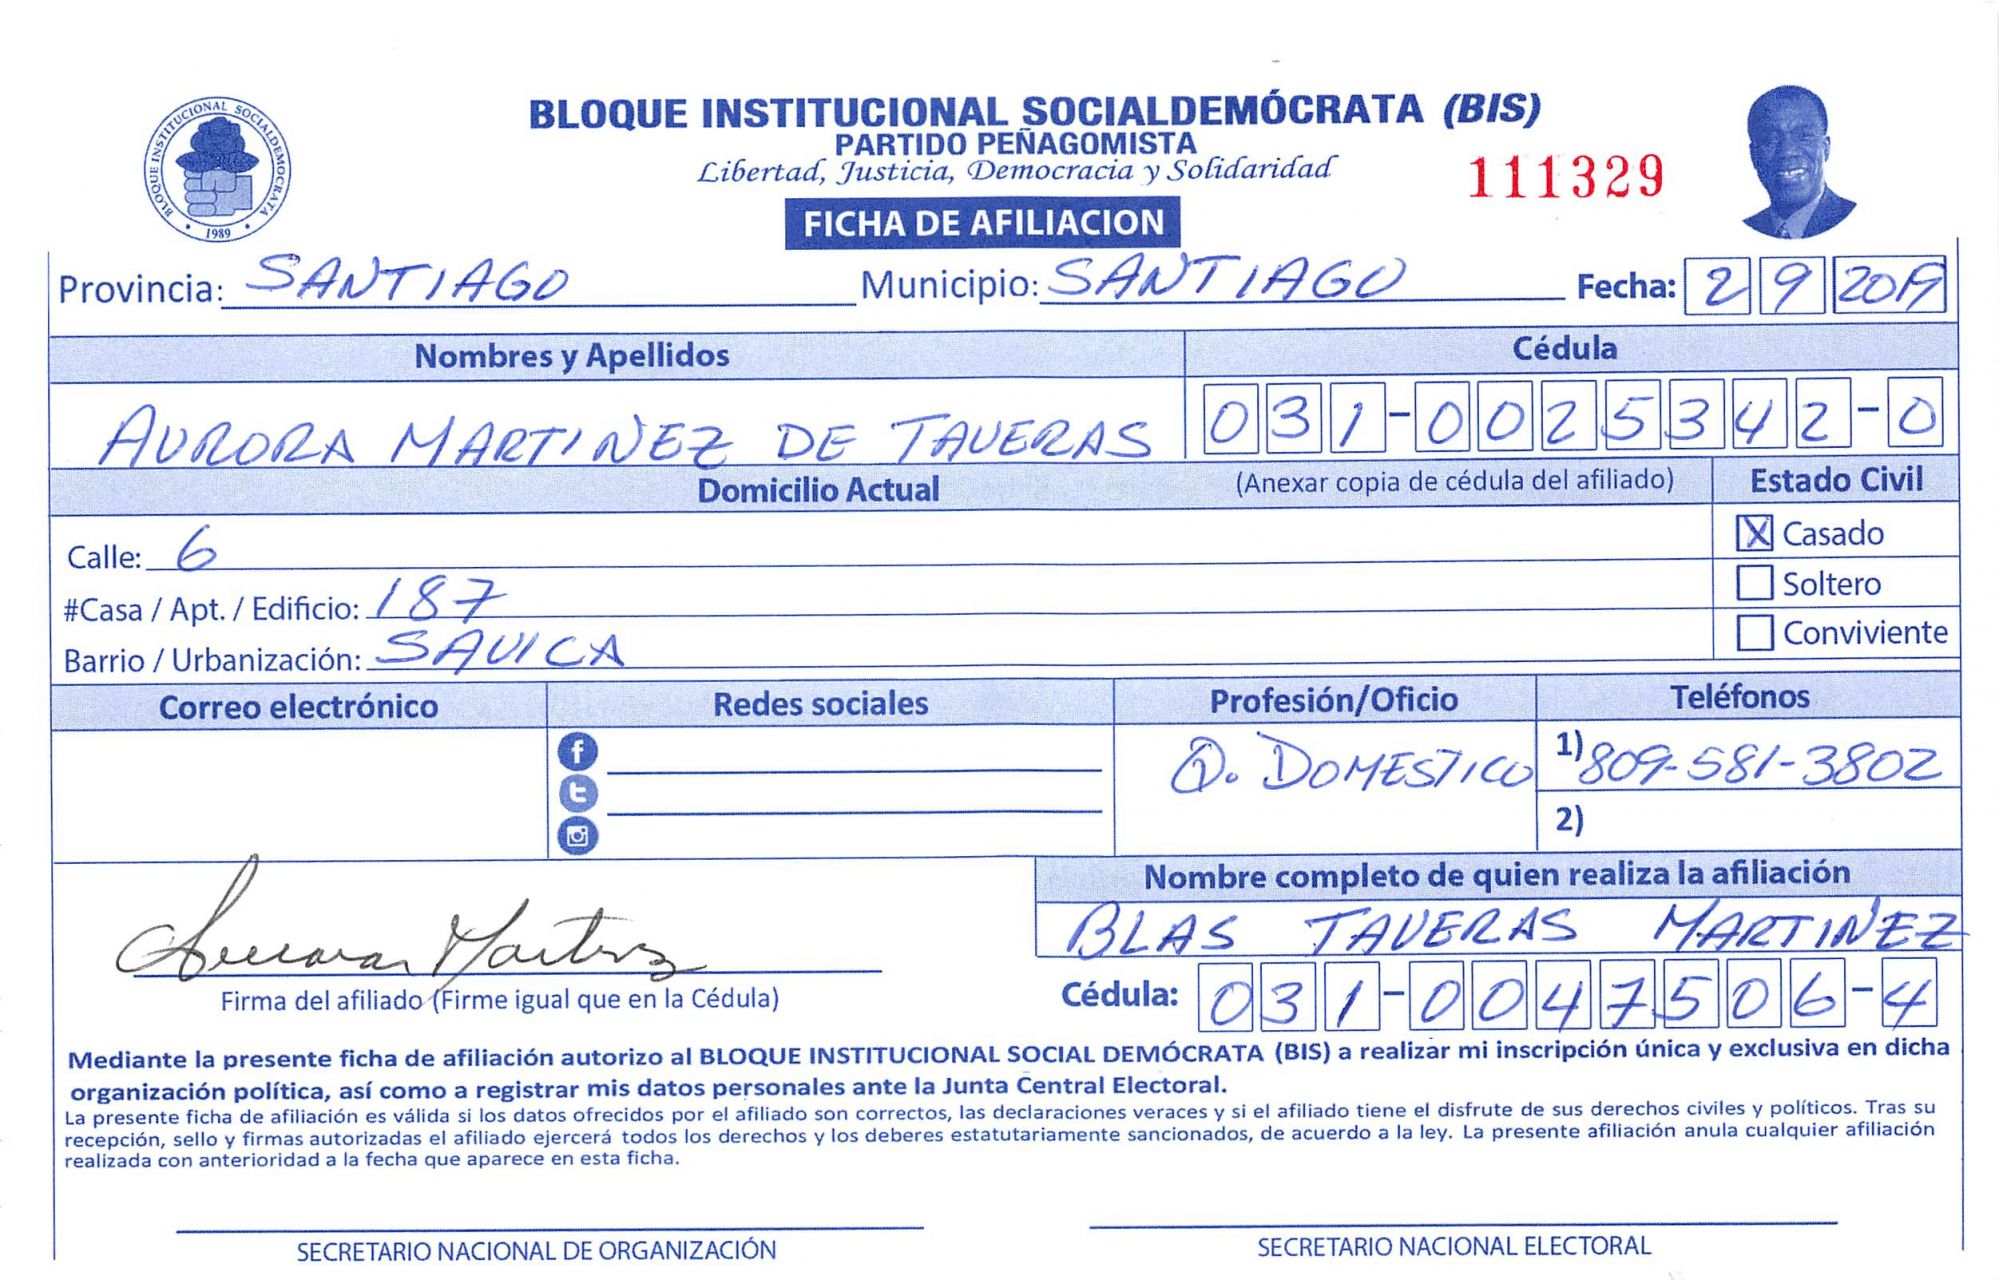 BLOQUE INSTITUCIONAL SOCIALDEMÓCRATA (BIS)
PARTIDO PEÑAGOMISTA
Libertad, Justicia, Democracia y Solidaridad
111329
BLOQUE INSTITUCIONAL SOCIALDEMOCRATA
1989
FICHA DE AFILIACION
Provincia: SANTIAGO Municipio: SANTIAGO Fecha: 2 9 2019
Nombres y Apellidos Cédula
AURORA MARTINEZ DE TAVERAS 031-0025342-0
Domicilio Actual (Anexar copia de cédula del afiliado) Estado Civil
Calle: 6 X Casado
#Casa / Apt. / Edificio: 187 Soltero
Barrio / Urbanización: SAVICA Conviviente
Correo electrónico Redes sociales Profesión/Oficio Teléfonos
Q. DOMESTICO 1) 809-581-3802
2)
Nombre completo de quien realiza la afiliación
BLAS TAVERAS MARTINEZ
Firma del afiliado (Firme igual que en la Cédula) Cédula: 031-0047506-4
Mediante la presente ficha de afiliación autorizo al BLOQUE INSTITUCIONAL SOCIAL DEMÓCRATA (BIS) a realizar mi inscripción única y exclusiva en dicha
organización política, así como a registrar mis datos personales ante la Junta Central Electoral.
La presente ficha de afiliación es válida si los datos ofrecidos por el afiliado son correctos, las declaraciones veraces y si el afiliado tiene el disfrute de sus derechos civiles y políticos. Tras su
recepción, sello y firmas autorizadas el afiliado ejercerá todos los derechos y los deberes estatutariamente sancionados, de acuerdo a la ley. La presente afiliación anula cualquier afiliación
realizada con anterioridad a la fecha que aparece en esta ficha.
SECRETARIO NACIONAL DE ORGANIZACIÓN SECRETARIO NACIONAL ELECTORAL